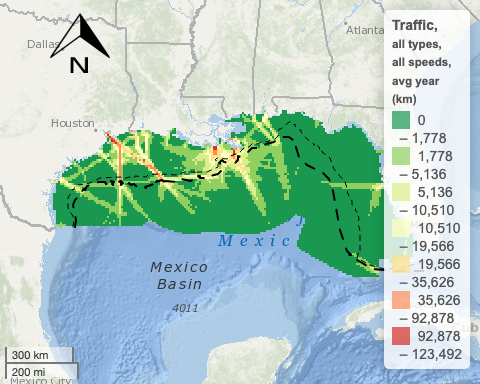 Dallas
Atlanta
N
Houston
Mexic
Mexico
Basin
4011
300 km
200 mi
Mexico City
Traffic,
all types,
all speeds,
avg year
(km)
0
– 1,778
1,778
– 5,136
5,136
– 10,510
10,510
– 19,566
19,566
– 35,626
35,626
– 92,878
92,878
– 123,492